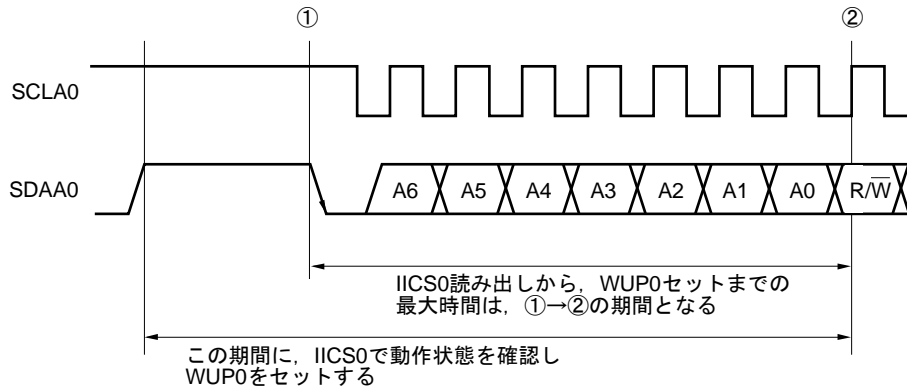 ① ②
SCLA0
SDAA0 A6 A5 A4 A3 A2 A1 A0 R/W̅
IICS0読み出しから，WUP0セットまでの
最大時間は，①→②の期間となる
この期間に，IICS0で動作状態を確認し
WUP0をセットする